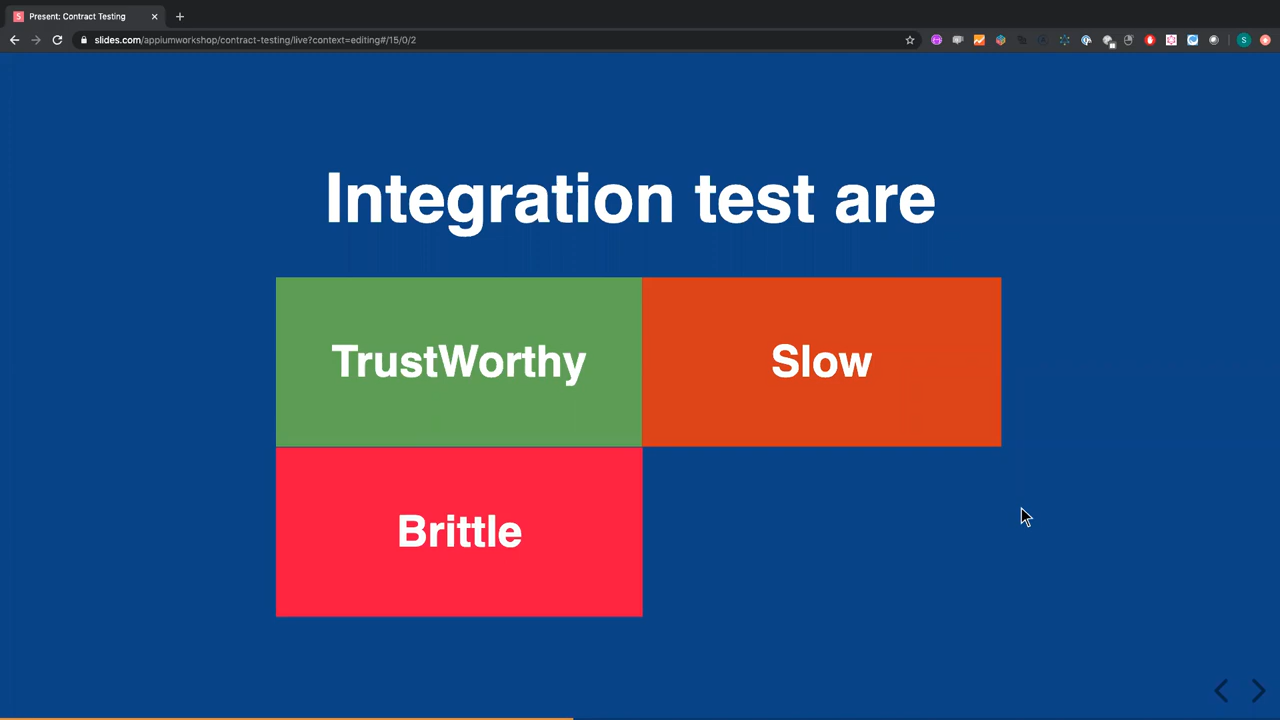 Present: Contract Testing
slides.com/appiumworkshop/contract-testing/live?context=editing#/15/0/2
S
Integration test are
TrustWorthy
Slow
Brittle